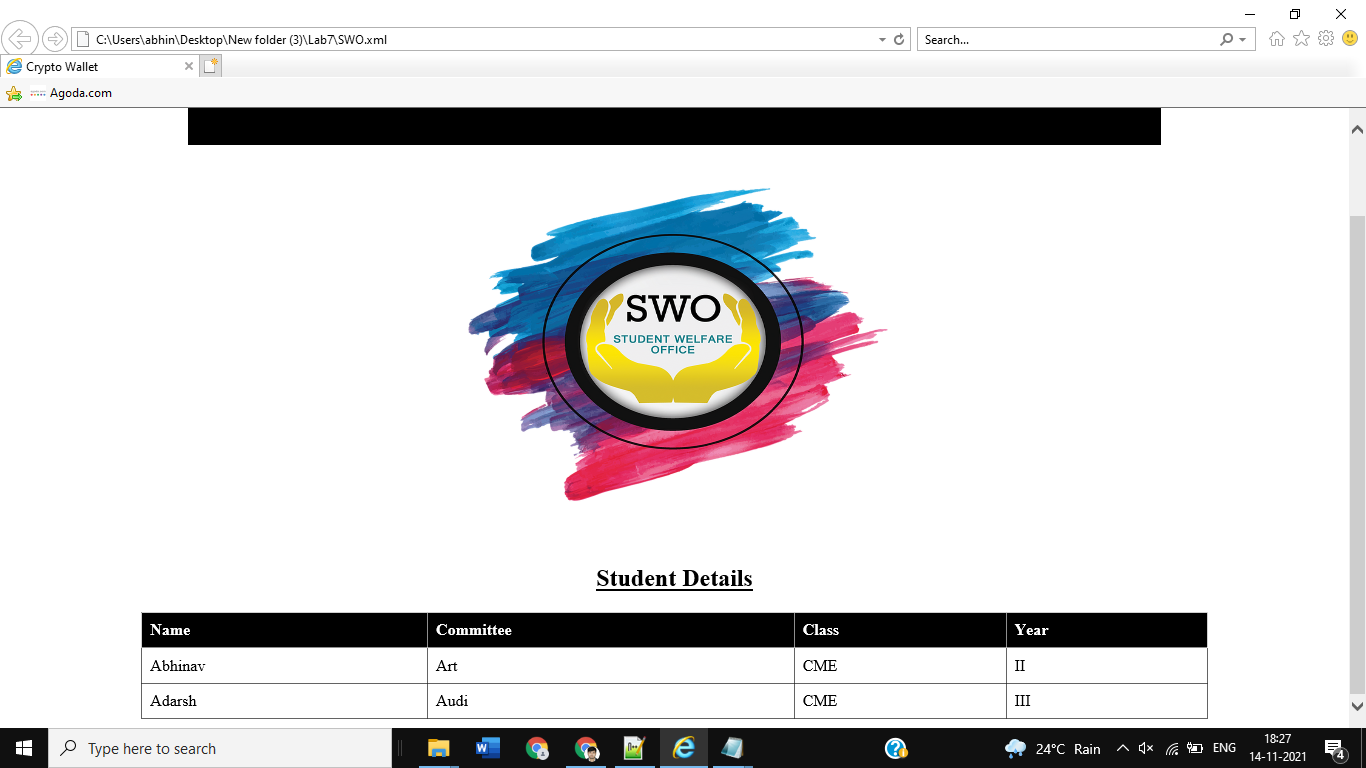 C:\Users\abhin\Desktop\New folder (3)\Lab7\SWO.xml
Search...
Crypto Wallet
Agoda.com
SWO
STUDENT WELFARE
OFFICE
Student Details
Name Committee Class Year
Abhinav Art CME II
Adarsh Audi CME III
Type here to search
24°C Rain
ENG
18:27
14-11-2021
4